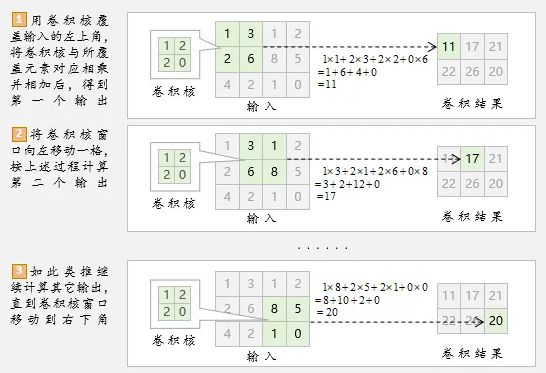 1 用卷积核覆
盖输入的左上角,
将卷积核与所覆
盖元素对应相乘
并相加后,得到
第一个输出
1 2
2 0
卷积核
1 3 1 2
2 6 8 5
4 2 1 0
输入
1×1+2×3+2×2+0×6
=1+6+4+0
=11
11 17 21
22 26 20
卷积结果
2 将卷积核窗
口向左移动一格,
按上述过程计算
第二个输出
1 2
2 0
卷积核
1 3 1 2
2 6 8 5
4 2 1 0
输入
1×3+2×1+2×6+0×8
=3+2+12+0
=17
11 17 21
22 26 20
卷积结果
......
3 如此类推继
续计算其它输出,
直到卷积核窗口
移动到右下角
1 2
2 0
卷积核
1 3 1 2
2 6 8 5
4 2 1 0
输入
1×8+2×5+2×1+0×0
=8+10+2+0
=20
11 17 21
22 26 20
卷积结果